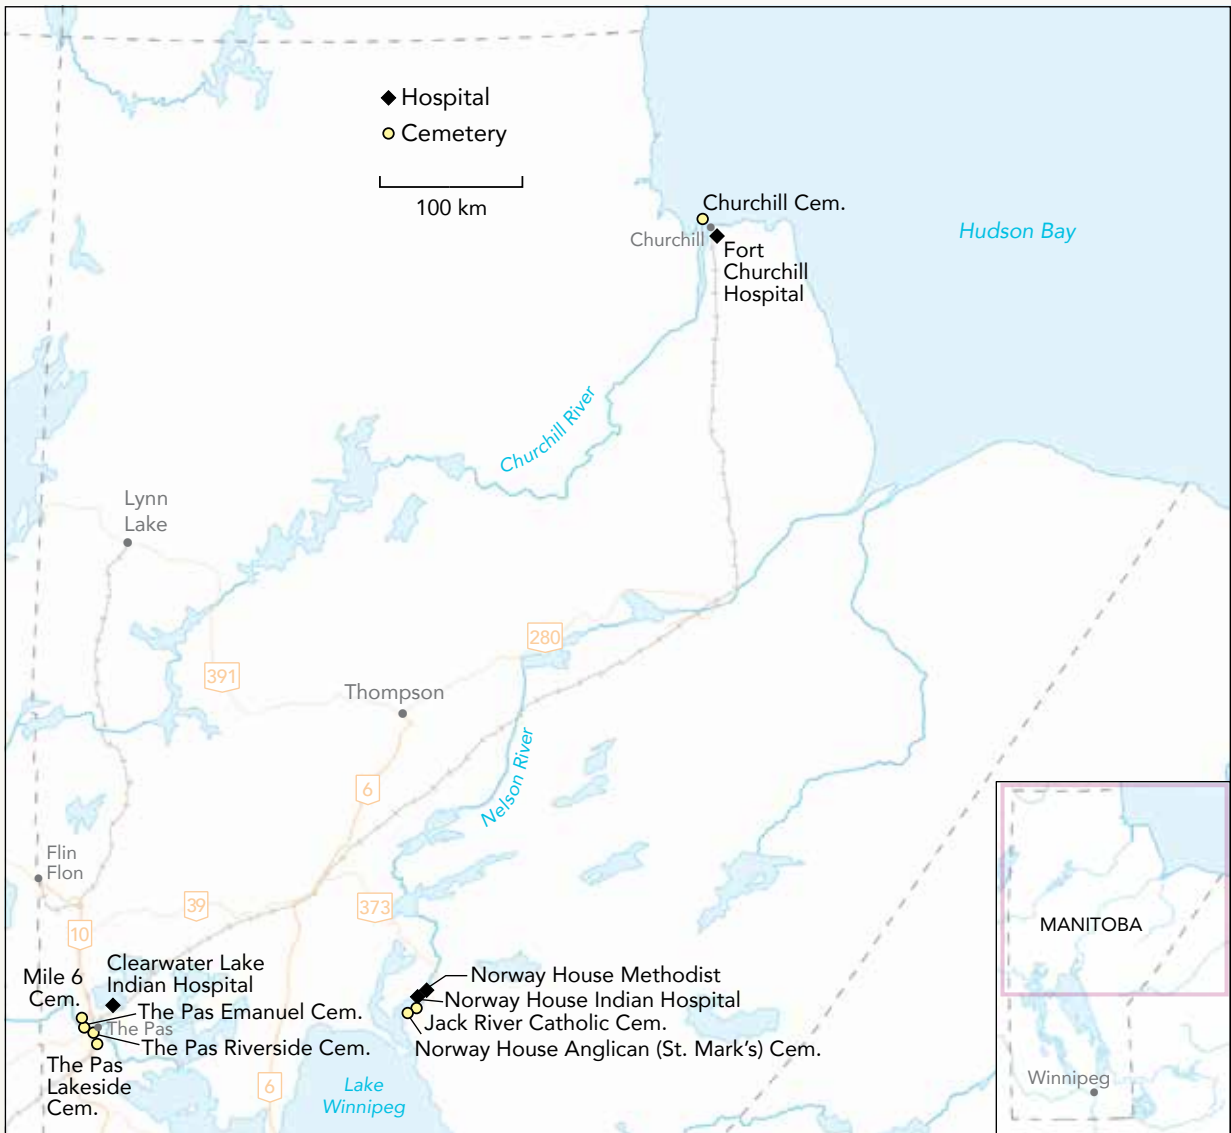 Hospital
Cemetery
100 km
Churchill Cem.
Churchill
Fort
Churchill
Hospital
Hudson Bay
Churchill River
Lynn
Lake
280
391
Thompson
6
Nelson River
Flin
Flon
39
373
10
MANITOBA
Mile 6
Cem.
Clearwater Lake
Indian Hospital
The Pas Emanuel Cem.
The Pas
The Pas Riverside Cem.
The Pas
Lakeside
Cem.
Norway House Methodist
Norway House Indian Hospital
Jack River Catholic Cem.
Norway House Anglican (St. Mark's) Cem.
6
Lake
Winnipeg
Winnipeg